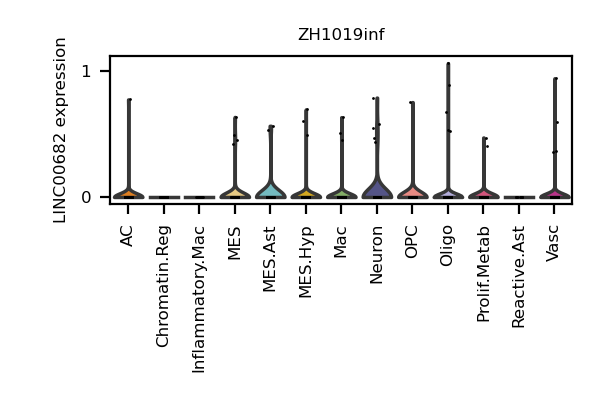 ZH1019inf
LINC00682 expression
1
0
AC
Chromatin.Reg
Inflammatory.Mac
MES
MES.Ast
MES.Hyp
Mac
Neuron
OPC
Oligo
Prolif.Metab
Reactive.Ast
Vasc